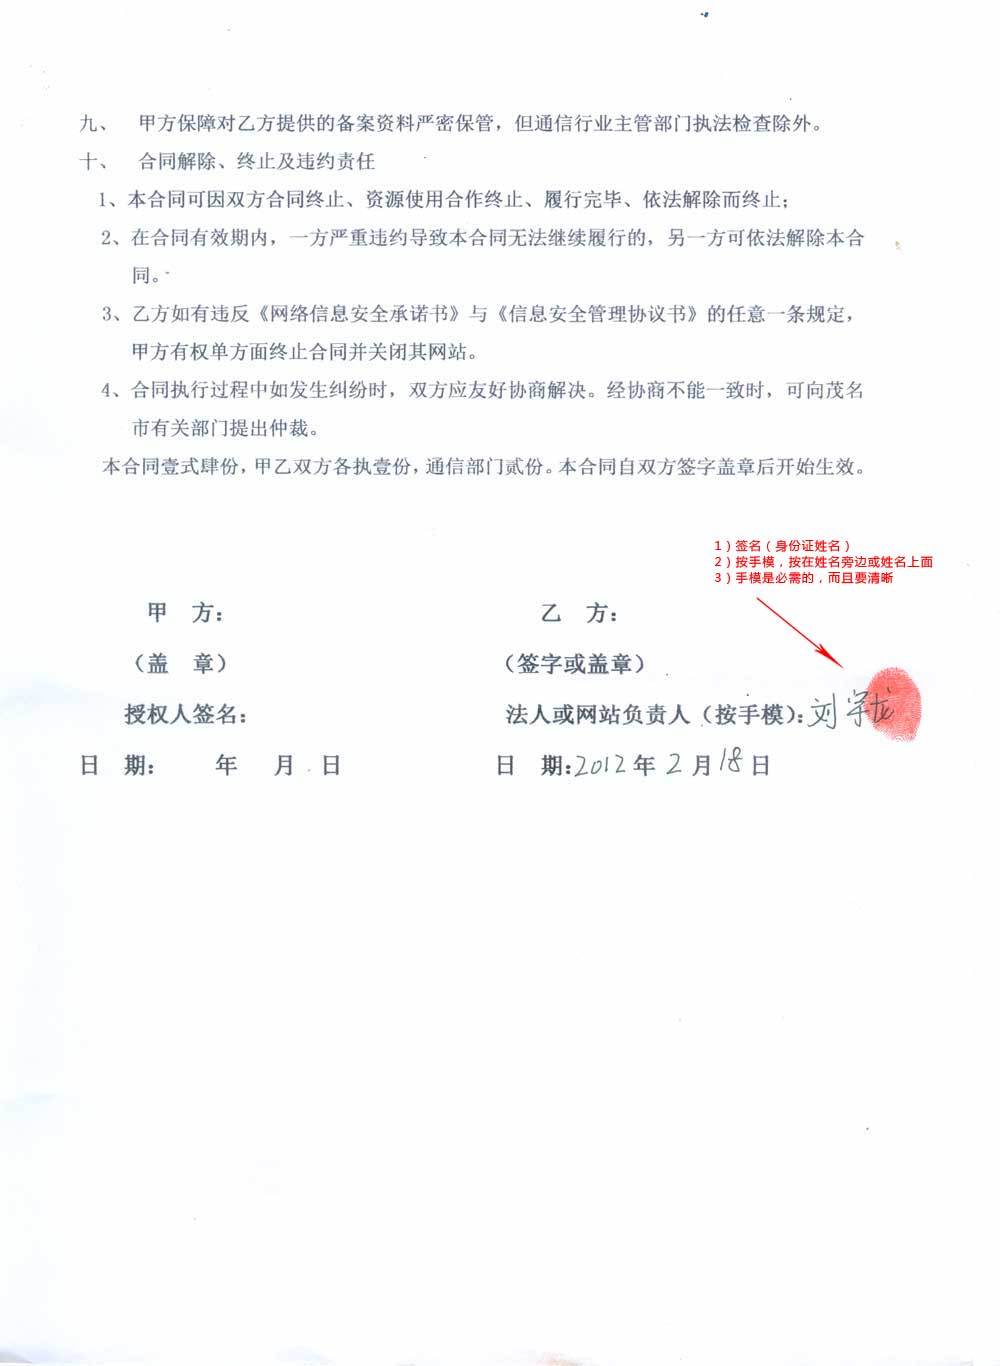 九、 甲方保障对乙方提供的备案资料严密保管，但通信行业主管部门执法检查除外。
十、 合同解除、终止及违约责任
1、本合同可因双方合同终止、资源使用合作终止、履行完毕、依法解除而终止；
2、在合同有效期内，一方严重违约导致本合同无法继续履行的，另一方可依法解除本合
同。
3、乙方如有违反《网络信息安全承诺书》与《信息安全管理协议书》的任意一条规定，
甲方有权单方面终止合同并关闭其网站。
4、合同执行过程中如发生纠纷时，双方应友好协商解决。经协商不能一致时，可向茂名
市有关部门提出仲裁。
本合同壹式肆份，甲乙双方各执壹份，通信部门贰份。本合同自双方签字盖章后开始生效。
1）签名（身份证姓名）
2）按手模，按在姓名旁边或姓名上面
3）手模是必需的，而且要清晰
甲 方： 乙 方：
（盖 章） （签字或盖章）
授权人签名： 法人或网站负责人（按手模）：刘学龙
日 期： 年 月 日 日 期：2012年2月18日